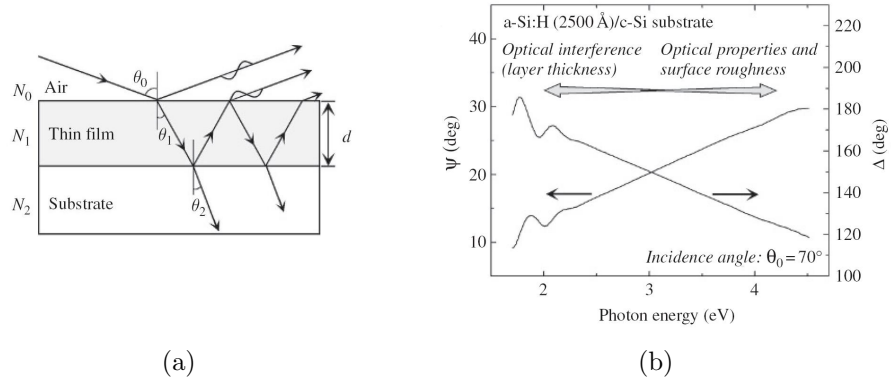 N0 Air θ0
N1 Thin film θ1 d
N2 Substrate θ2
(a)
a-Si:H (2500 Å)/c-Si substrate
Optical interference
(layer thickness)
Optical properties and
surface roughness
Incidence angle: θ0 = 70°
ψ (deg)
40
30
20
10
Δ (deg)
220
200
180
160
140
120
100
2 3 4
Photon energy (eV)
(b)